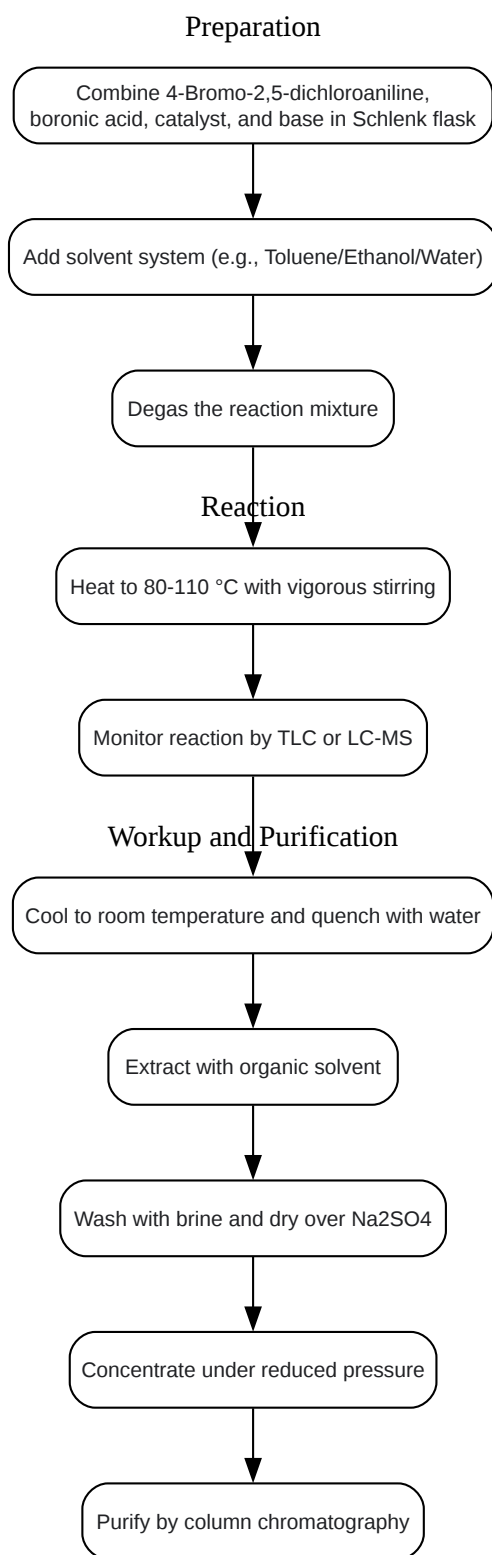 Preparation
Combine 4-Bromo-2,5-dichloroaniline,
boronic acid, catalyst, and base in Schlenk flask
Add solvent system (e.g., Toluene/Ethanol/Water)
Degas the reaction mixture
Reaction
Heat to 80-110 °C with vigorous stirring
Monitor reaction by TLC or LC-MS
Workup and Purification
Cool to room temperature and quench with water
Extract with organic solvent
Wash with brine and dry over Na2SO4
Concentrate under reduced pressure
Purify by column chromatography